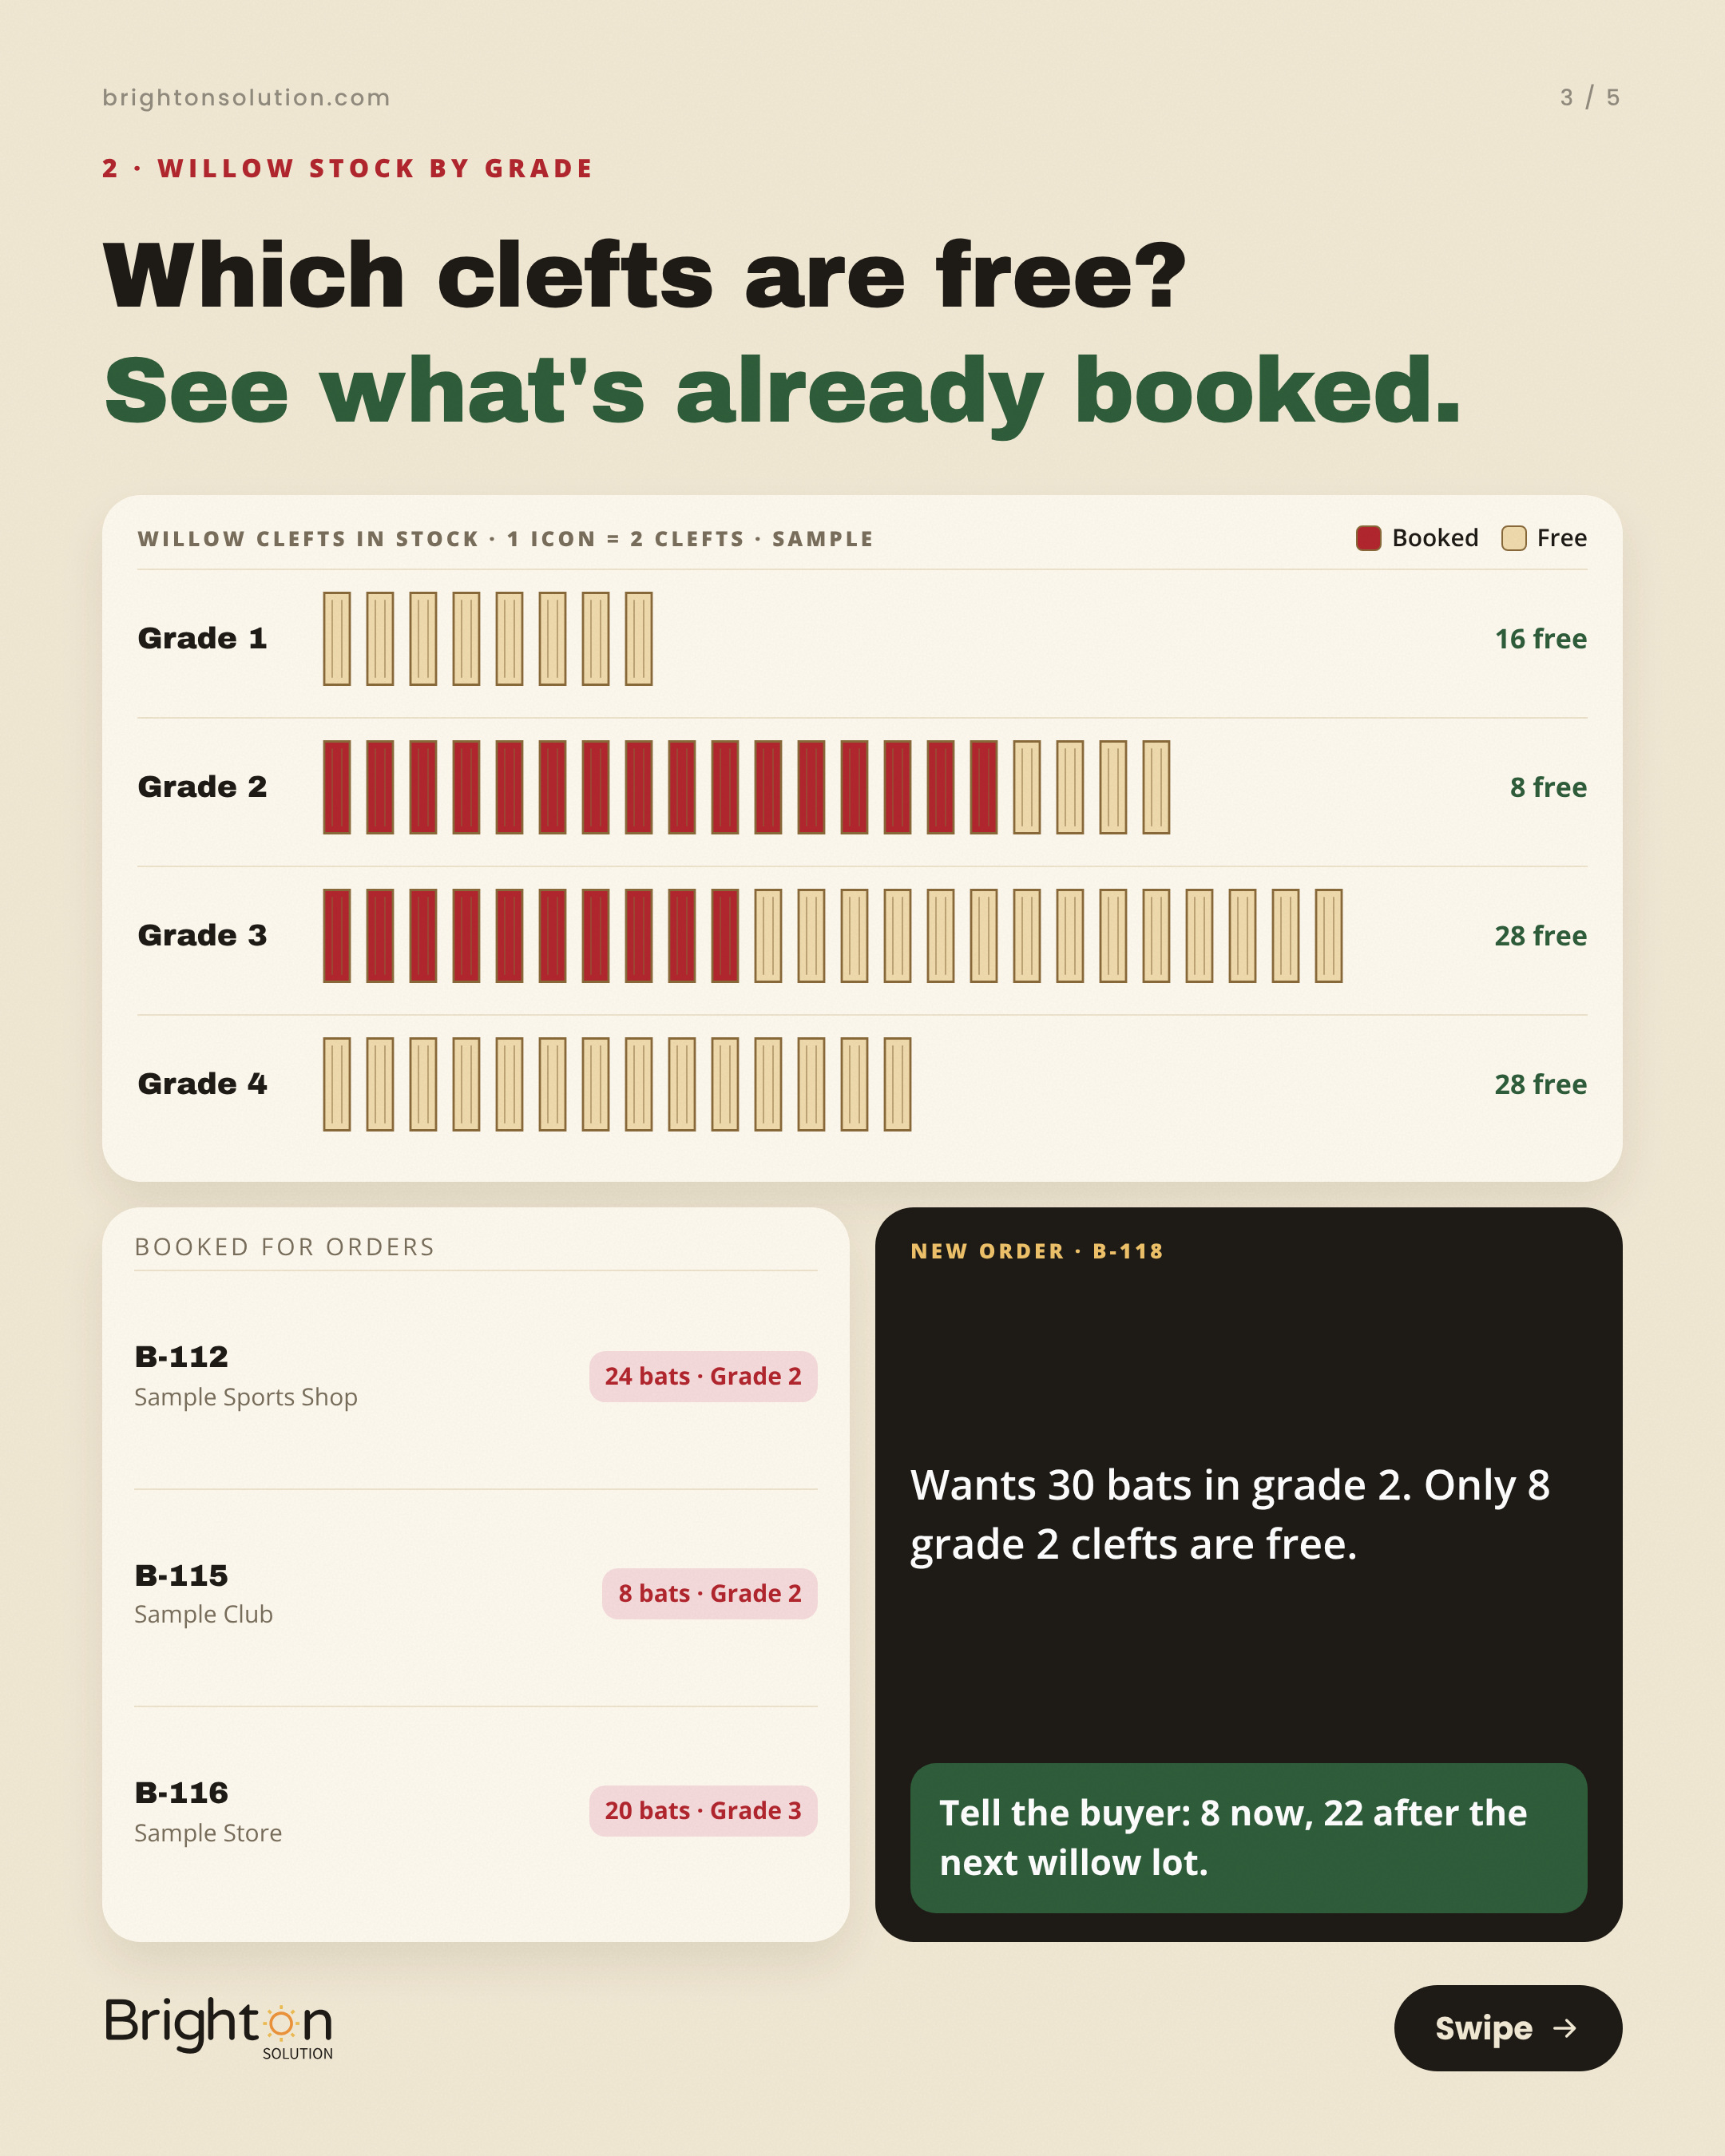 brightonsolution.com
3 / 5
2 · WILLOW STOCK BY GRADE
Which clefts are free?
See what's already booked.
WILLOW CLEFTS IN STOCK · 1 ICON = 2 CLEFTS · SAMPLE
Booked
Free
Grade 1
16 free
Grade 2
8 free
Grade 3
28 free
Grade 4
28 free
BOOKED FOR ORDERS
B-112
Sample Sports Shop
24 bats · Grade 2
B-115
Sample Club
8 bats · Grade 2
B-116
Sample Store
20 bats · Grade 3
NEW ORDER · B-118
Wants 30 bats in grade 2. Only 8
grade 2 clefts are free.
Tell the buyer: 8 now, 22 after the
next willow lot.
Brighton
SOLUTION
Swipe →